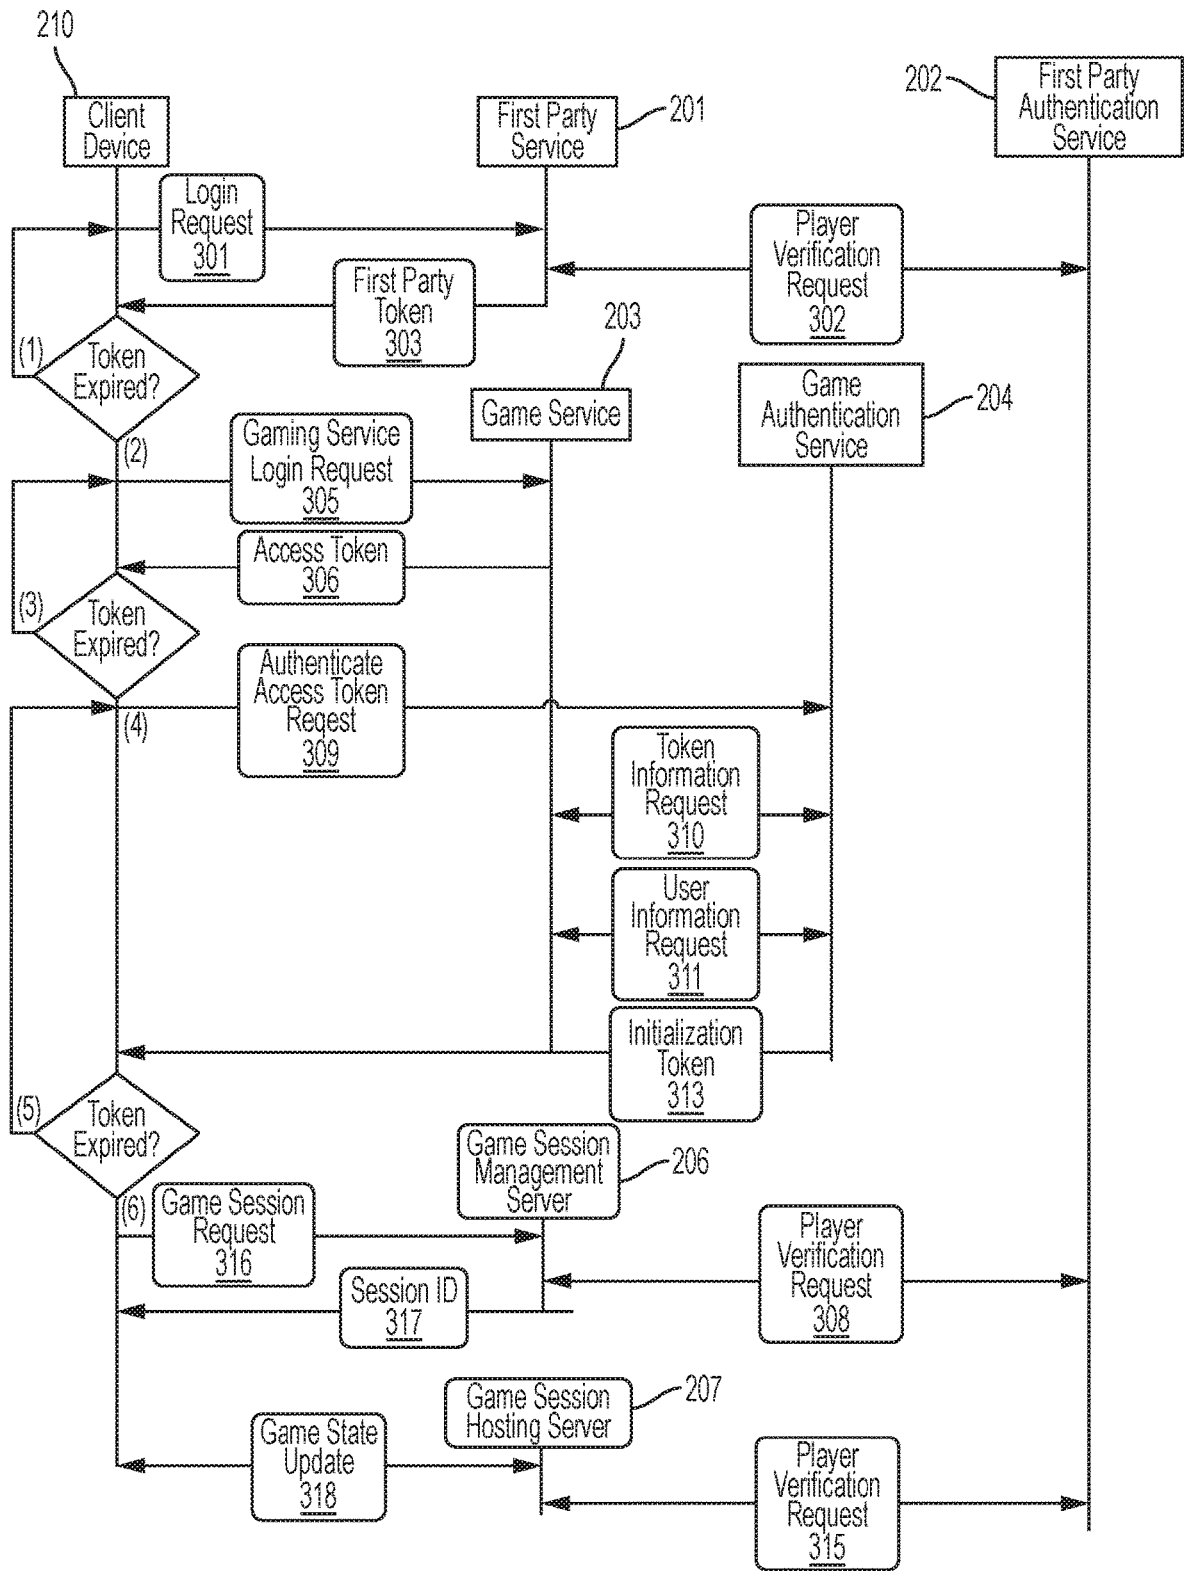 210
Client
Device
First Party
Service
201
202
First Party
Authentication
Service
Login
Request
301
Player
Verification
Request
302
First Party
Token
303
(1)
Token
Expired?
203
Game Service
Game
Authentication
Service
204
(2)
Gaming Service
Login Request
305
Access Token
306
(3)
Token
Expired?
(4)
Authenticate
Access Token
Reqest
309
Token
Information
Request
310
User
Information
Request
311
Initialization
Token
313
(5)
Token
Expired?
Game Session
Management
Server
206
(6)
Game Session
Request
316
Player
Verification
Request
308
Session ID
317
Game Session
Hosting Server
207
Game State
Update
318
Player
Verification
Request
315